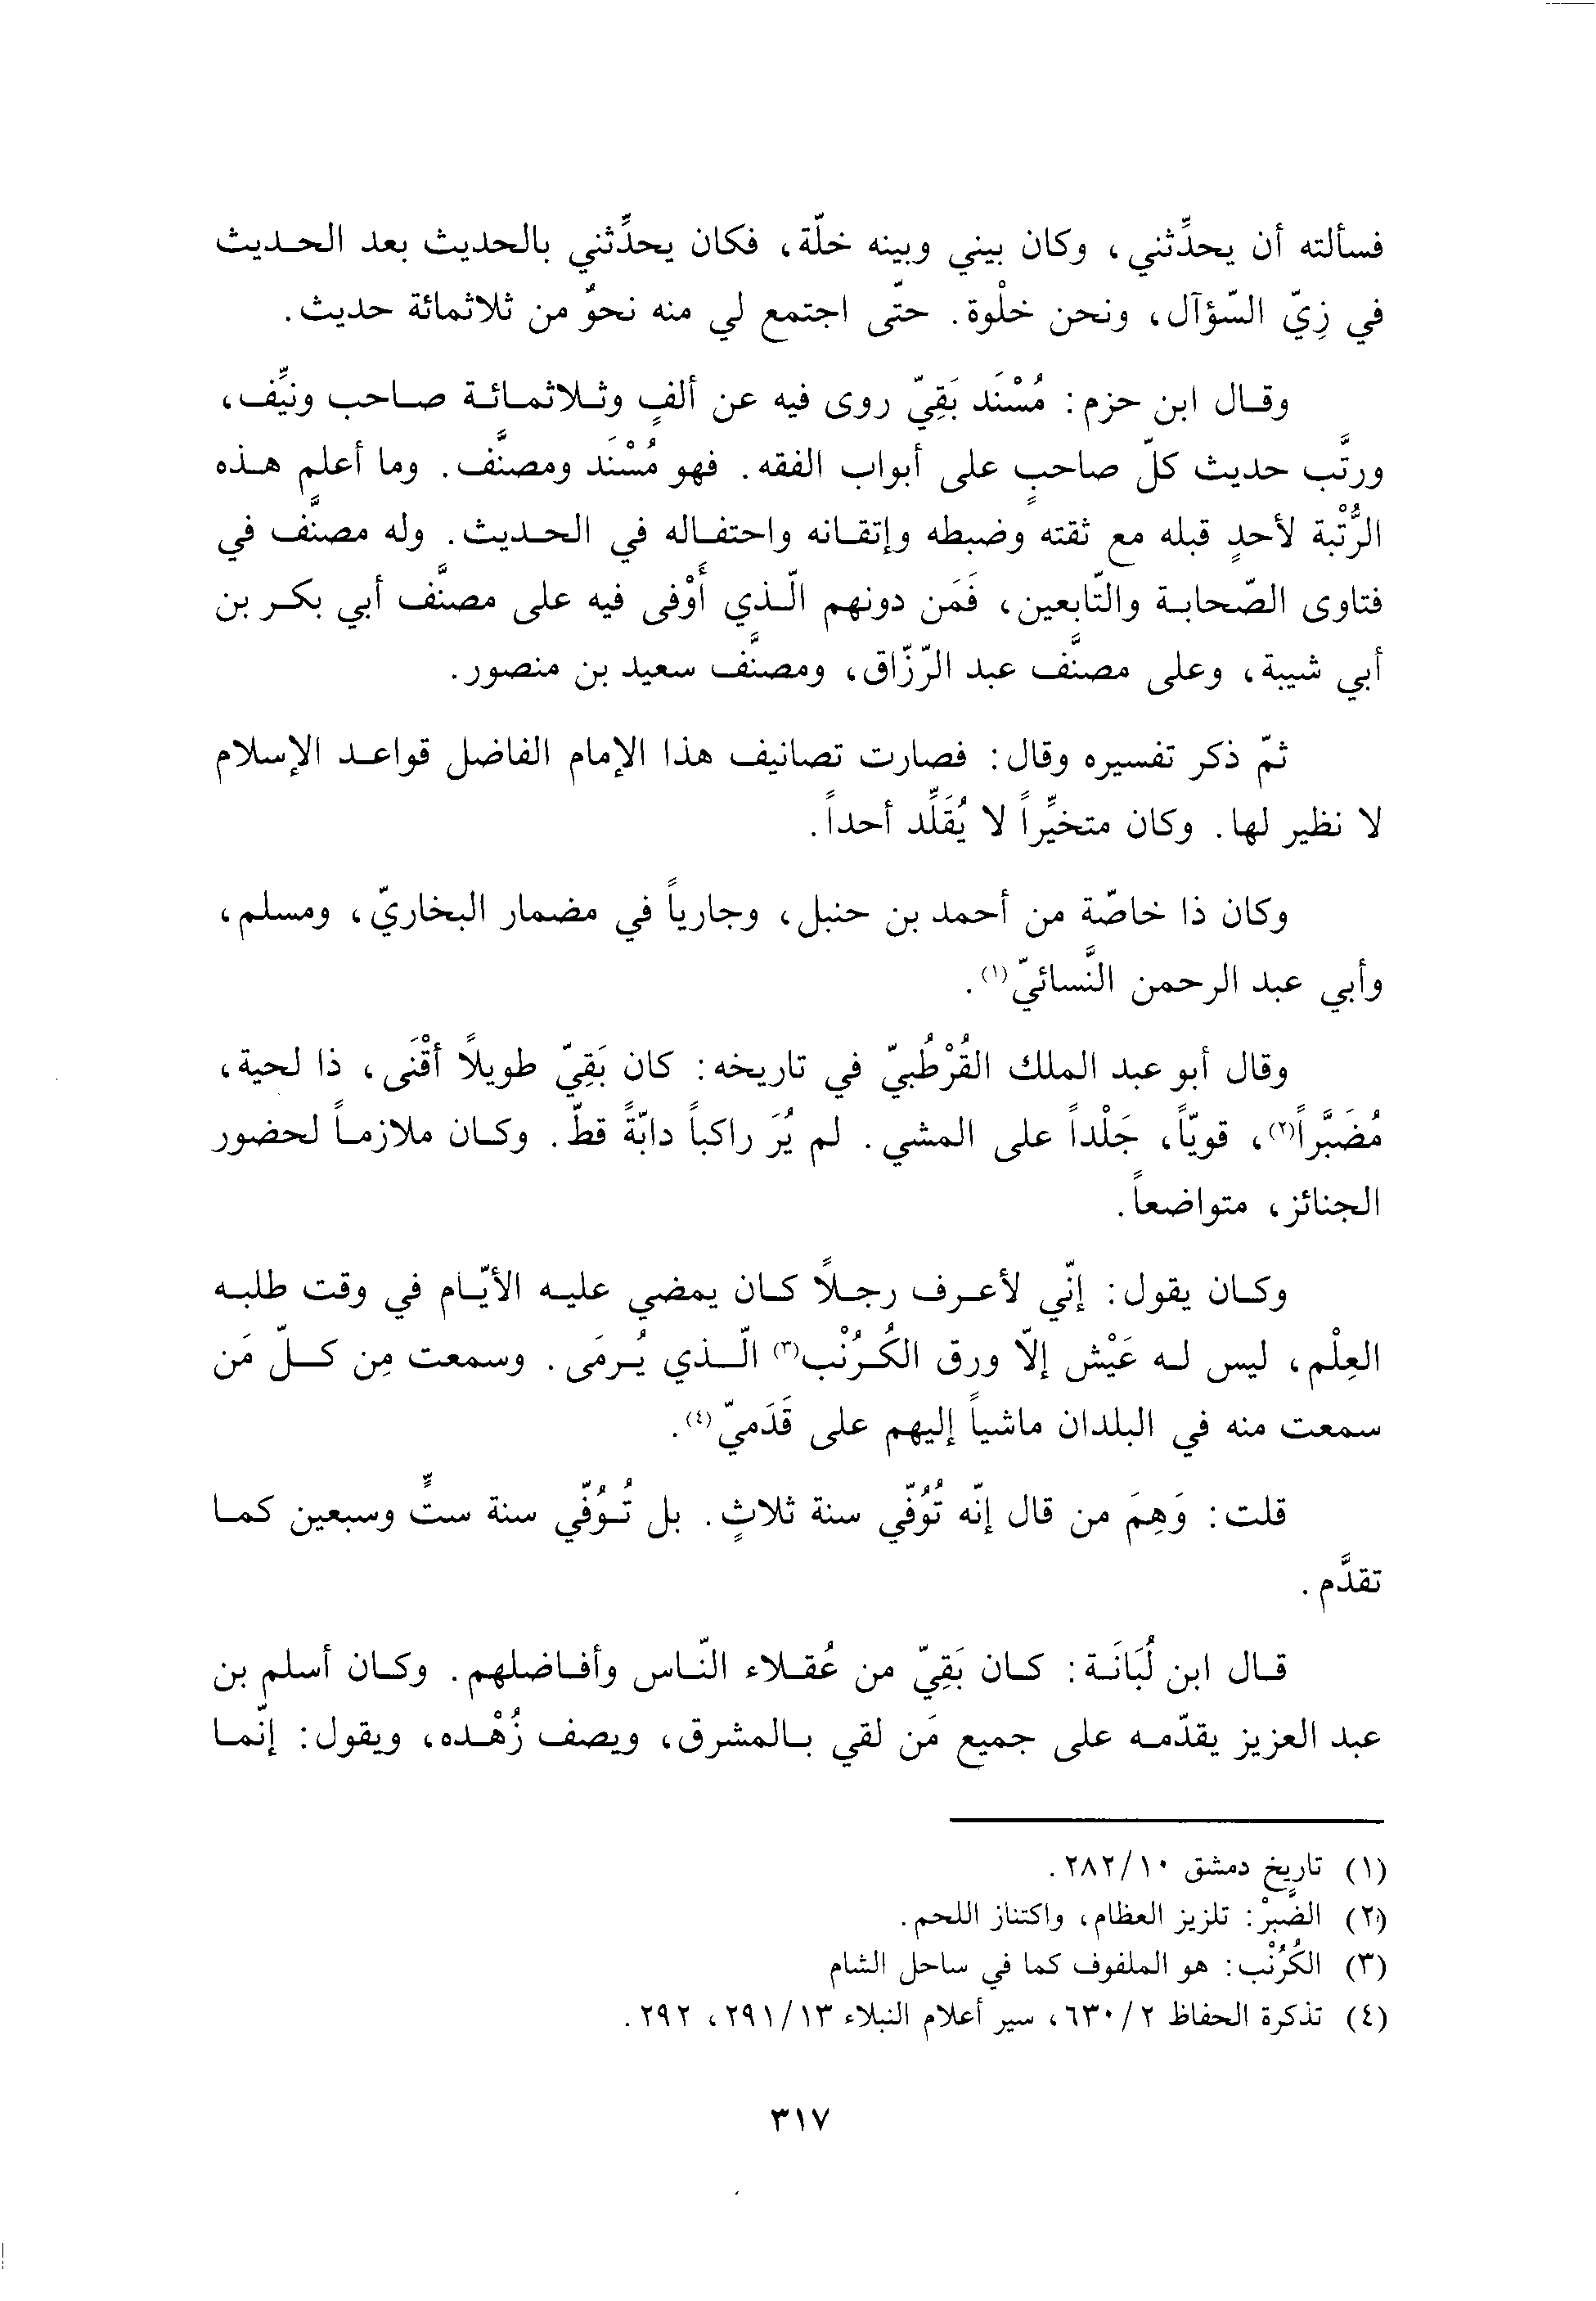 فسألته أن يحدِّثني، وكان بيني وبينه خلّة، فكان يحدِّثني بالحديث بعد الحديث
في زِيّ السّؤآل، ونحن خلْوة. حتّى اجتمع لي منه نحوٌ من ثلاثمائة حديث.
وقال ابن حزم: مُسْنَد بَقِيّ روى فيه عن ألفٍ وثلاثمائة صاحب ونيِّف،
ورتَّب حديث كلّ صاحبٍ على أبواب الفقه. فهو مُسْنَد ومصنَّف. وما أعلم هذه
الرُّتْبة لأحدٍ قبله مع ثقته وضبطه وإتقانه واحتفاله في الحديث. وله مصنَّف في
فتاوى الصّحابة والتّابعين، فَمَن دونهم الّذي أَوْفى فيه على مصنَّف أبي بكر بن
أبي شيبة، وعلى مصنَّف عبد الرّزّاق، ومصنَّف سعيد بن منصور.
ثمّ ذكر تفسيره وقال: فصارت تصانيف هذا الإمام الفاضل قواعد الإسلام
لا نظير لها. وكان متخيِّراً لا يُقَلِّد أحداً.
وكان ذا خاصّة من أحمد بن حنبل، وجارياً في مضمار البخاريّ، ومسلم،
وأبي عبد الرحمن النَّسائيّ(١).
وقال أبو عبد الملك القُرْطُبيّ في تاريخه: كان بَقِيّ طويلاً أقْنَى، ذا لحية،
مُضَبَّراً(٢)، قويّاً، جَلْداً على المشي. لم يُرَ راكباً دابّةً قطّ. وكان ملازماً لحضور
الجنائز، متواضعاً.
وكان يقول: إنّي لأعرف رجلاً كان يمضي عليه الأيّام في وقت طلبه
العِلْم، ليس له عَيْش إلاّ ورق الكُرُنْب(٣) الّذي يُرمَى. وسمعت مِن كلّ مَن
سمعت منه في البلدان ماشياً إليهم على قَدَميّ(٤).
قلت: وَهِمَ من قال إنّه تُوُفّي سنة ثلاثٍ. بل تُوُفّي سنة ستٍّ وسبعين كما
تقدَّم.
قال ابن لُبَانَة: كان بَقِيّ من عُقلاء النّاس وأفاضلهم. وكان أسلم بن
عبد العزيز يقدّمه على جميع مَن لقي بالمشرق، ويصف زُهْده، ويقول: إنّما
(١) تاريخ دمشق ٢٨٢/١٠.
(٢) الضَّبرْ: تلزيز العظام، واكتناز اللحم.
(٣) الكُرُنْب: هو الملفوف كما في ساحل الشام
(٤) تذكرة الحفاظ ٦٣٠/٢، سير أعلام النبلاء ٢٩١/١٣، ٢٩٢.
٣١٧